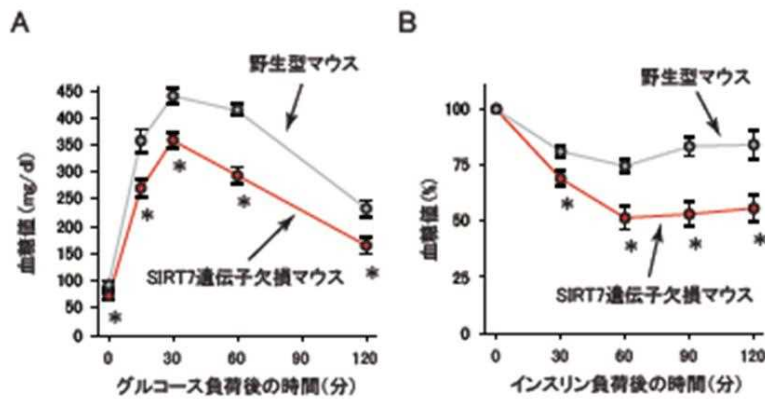 A
野生型マウス
450
400
350
300
250
200
150
100
50
0
血糖値 (mg/dl)
*
*
*
*
*
SIRT7遺伝子欠損マウス
0 30 60 90 120
グルコース負荷後の時間(分)
B
野生型マウス
100
75
50
25
0
血糖値(%)
*
*
*
*
SIRT7遺伝子欠損マウス
0 30 60 90 120
インスリン負荷後の時間(分)